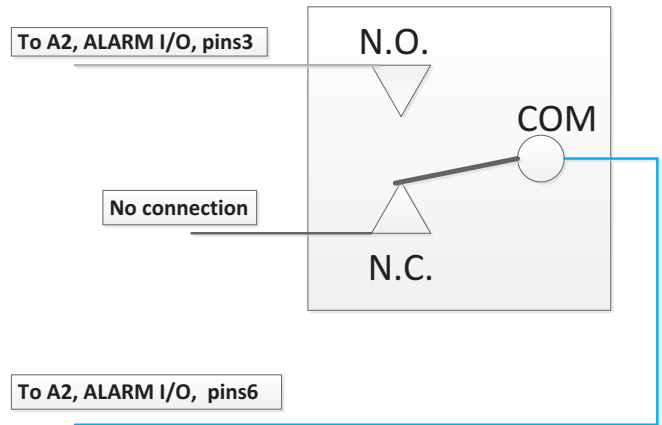 To A2, ALARM I/O, pins3
N.O.
COM
No connection
N.C.
To A2, ALARM I/O, pins6